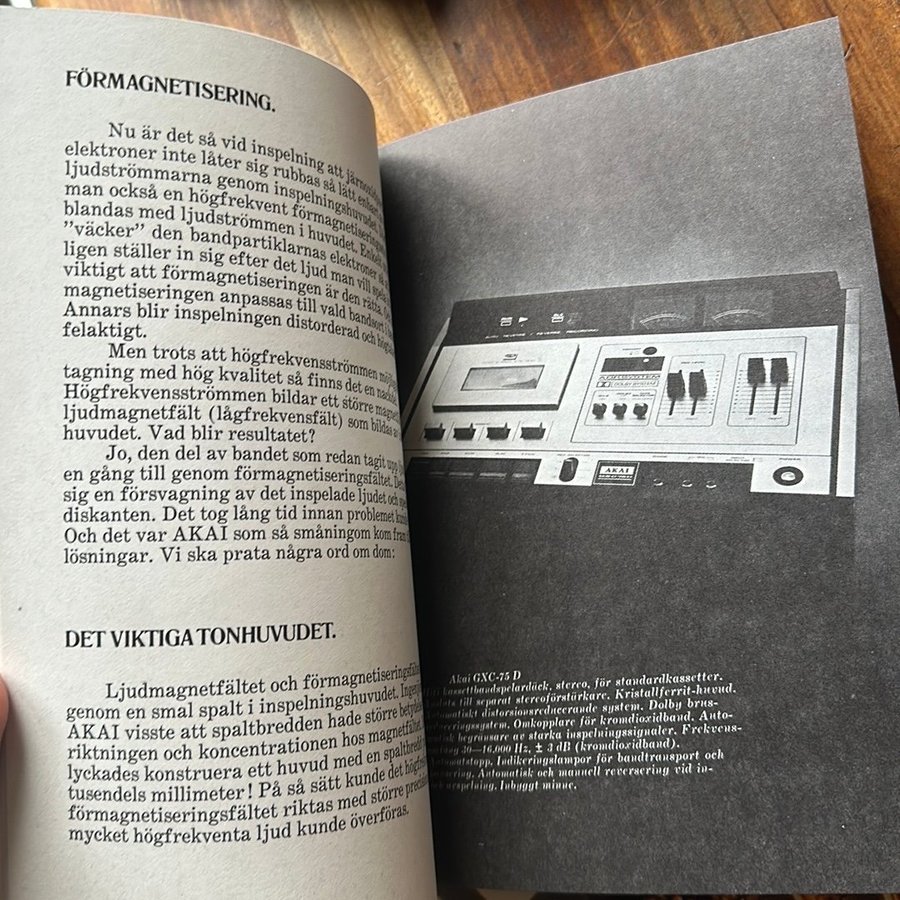 FÖRMAGNETISERING.
Nu är det så vid inspelning att
elektroner inte låter sig rubbas så lätt
ljudströmmarna genom inspelningshuvudet.
man också en högfrekvent
blandas med ljudströmmen i huvudet.
”väcker” den bandpartiklarnas elektroner
ligen ställer in sig efter det ljud man vill spela
viktigt att förmagnetiseringen är den rätta.
magnetiseringen anpassas till vald bandsort
Annars blir inspelningen distorderad och
felaktigt.
Men trots att högfrekvensströmmen
tagning med hög kvalitet så finns det en
Högfrekvensströmmen bildar ett större
ljudmagnetfält (lågfrekvensfält) som bildas
huvudet. Vad blir resultatet?
Jo, den del av bandet som redan tagit upp
en gång till genom förmagnetiseringsfältet.
sig en försvagning av det inspelade ljudet och
diskanten. Det tog lång tid innan problemet
Och det var AKAI som så småningom kom fram
lösningar. Vi ska prata några ord om dom:
DET VIKTIGA TONHUVUDET.
Ljudmagnetfältet och
genom en smal spalt i inspelningshuvudet.
AKAI visste att spaltbredden hade större
riktningen och koncentrationen hos magnetfältet.
lyckades konstruera ett huvud med en
tusendels millimeter! På så sätt kunde det
förmagnetiseringsfältet riktas med större
mycket högfrekventa ljud kunde överföras.
AKAI
POWER
DOLBY SYSTEM
Akai GXC-75 D
kassettbandspelardäck, stereo, för standardkassetter.
till separat stereoförstärkare. Kristallferrit-huvud.
distorsionsreducerande system. Dolby brus-
Omkopplare för kromdioxidband. Auto-
begränsare av starka inspelningssignaler. Frekvens-
30—16.000 Hz, ± 3 dB (kromdioxidband).
Indikeringslampor för bandtransport och
Automatisk och manuell reversering vid in-
Inbyggt minne.